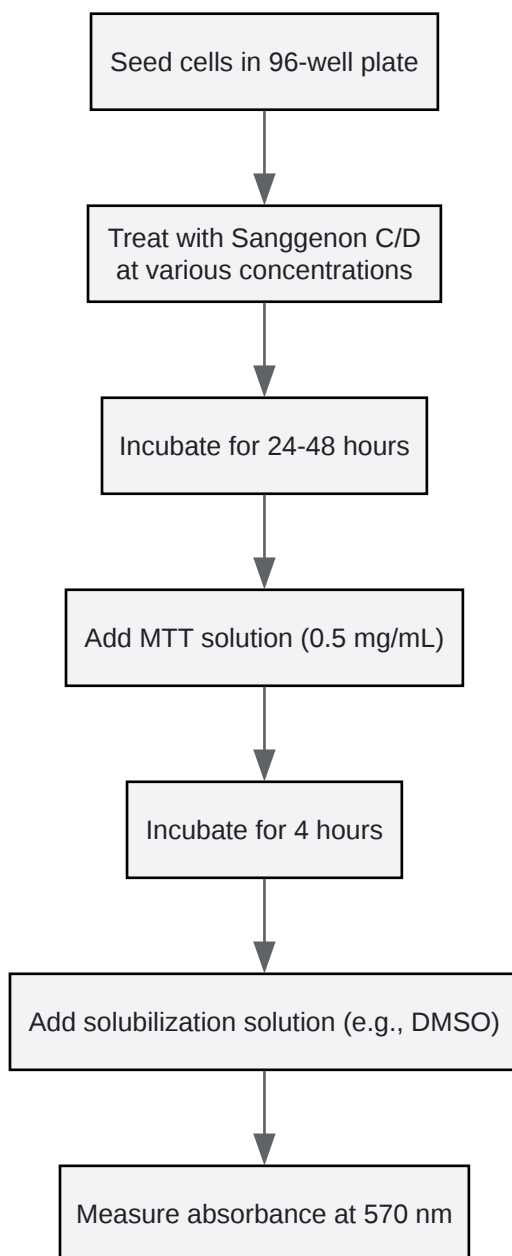 Seed cells in 96-well plate
Treat with Sanggenon C/D
at various concentrations
Incubate for 24-48 hours
Add MTT solution (0.5 mg/mL)
Incubate for 4 hours
Add solubilization solution (e.g., DMSO)
Measure absorbance at 570 nm